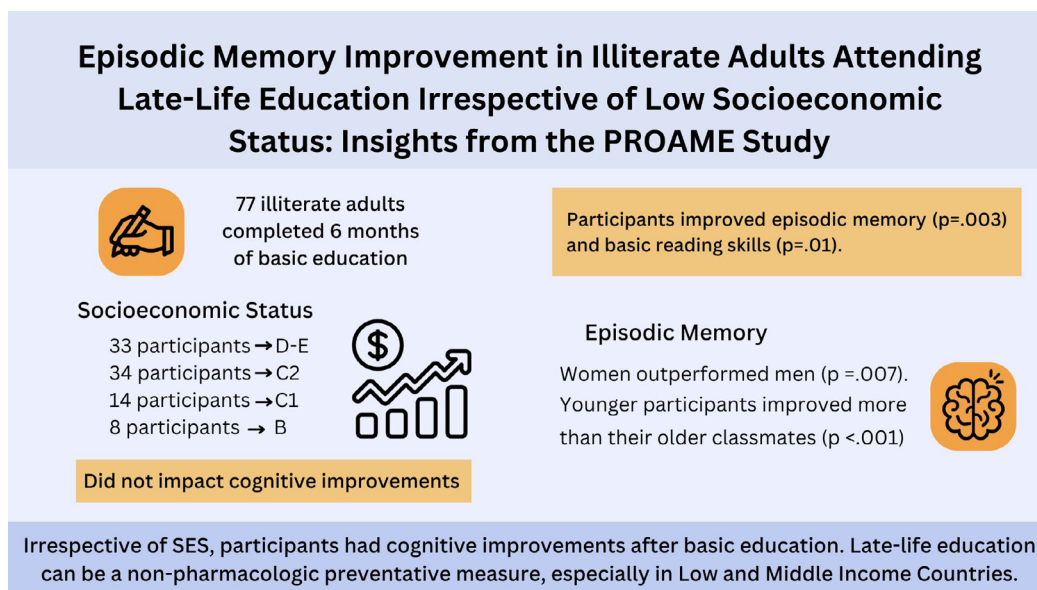 Episodic Memory Improvement in Illiterate Adults Attending
Late-Life Education Irrespective of Low Socioeconomic
Status: Insights from the PROAME Study
77 illiterate adults
completed 6 months
of basic education
Socioeconomic Status
33 participants → D-E
34 participants → C2
14 participants → C1
8 participants → B
$
Did not impact cognitive improvements
Participants improved episodic memory (p=.003)
and basic reading skills (p=.01).
Episodic Memory
Women outperformed men (p =.007).
Younger participants improved more
than their older classmates (p <.001)
Irrespective of SES, participants had cognitive improvements after basic education. Late-life education
can be a non-pharmacologic preventative measure, especially in Low and Middle Income Countries.